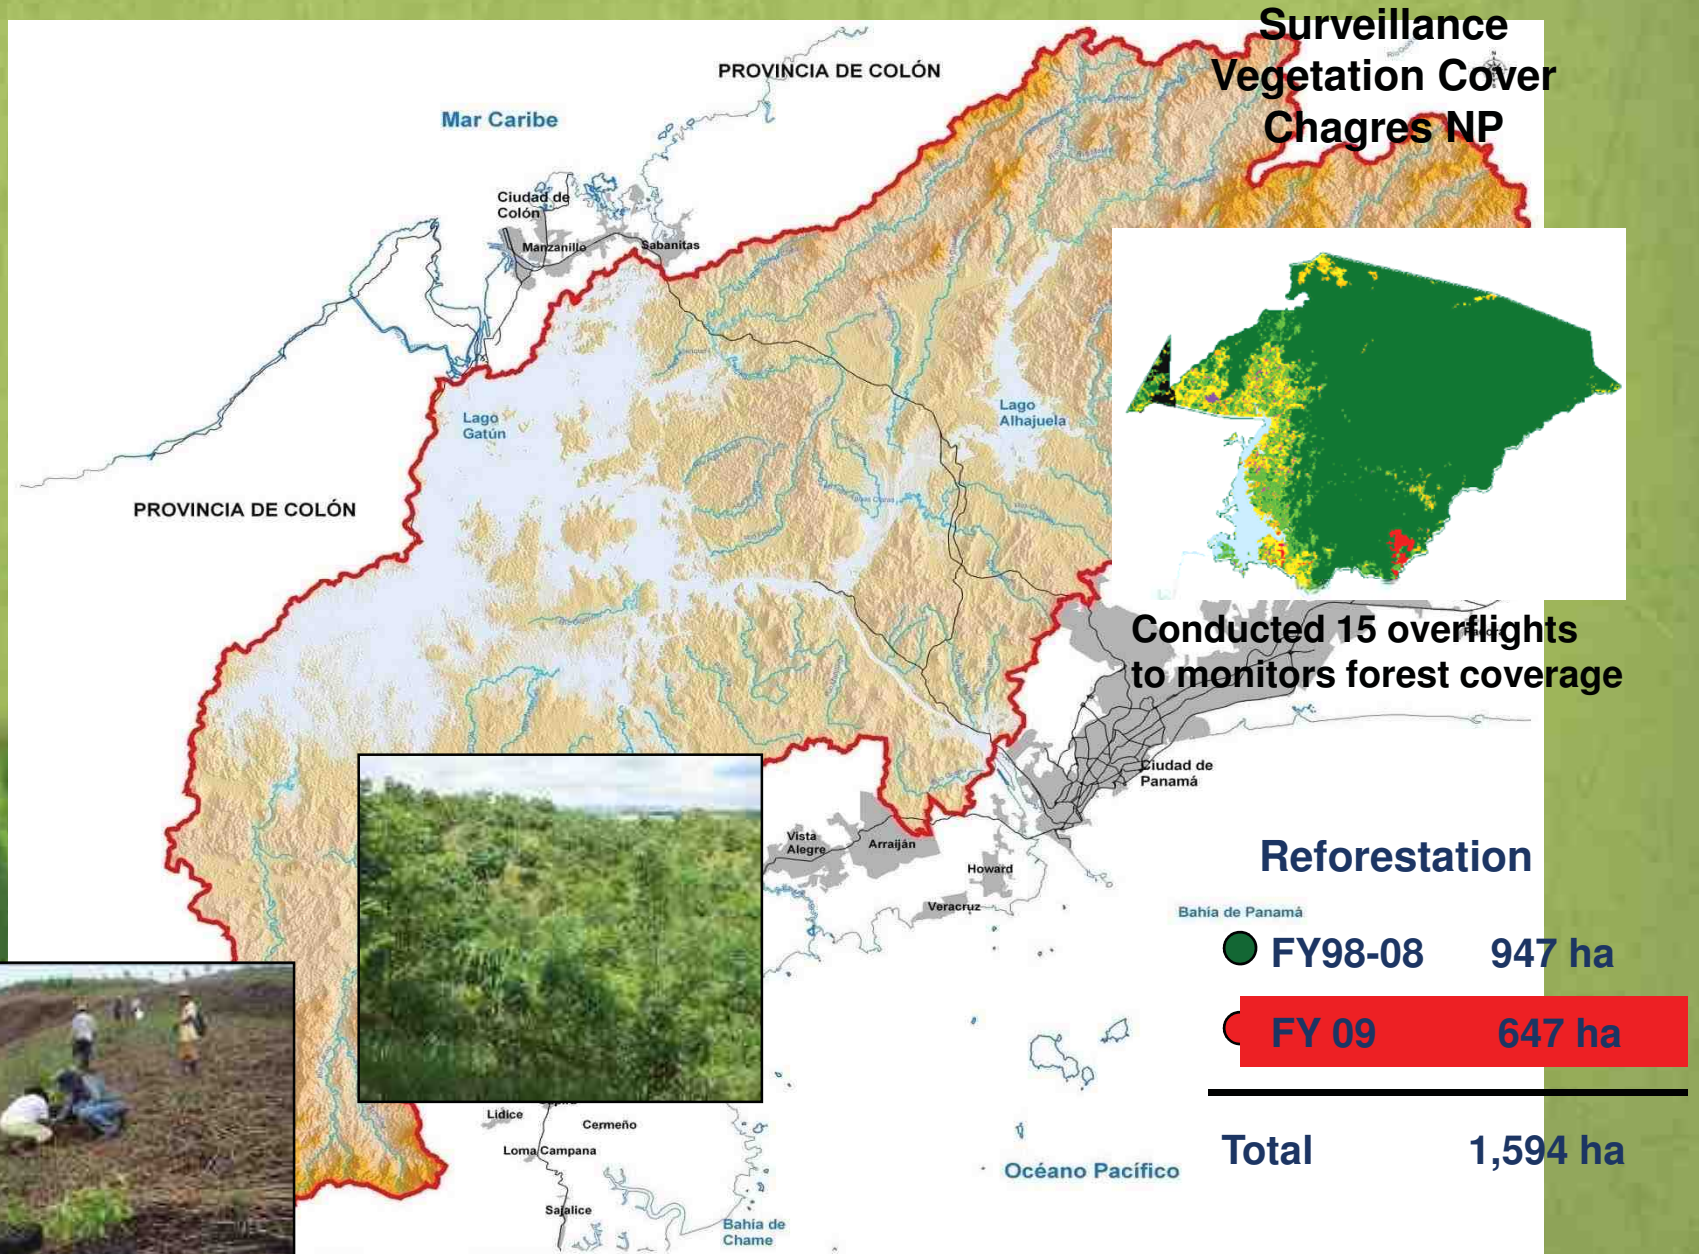 Surveillance
Vegetation Cover
Chagres NP
PROVINCIA DE COLÓN
Mar Caribe
Ciudad de
Colón
Manzanillo
Sabanitas
Lago
Gatún
Lago
Alhajuela
PROVINCIA DE COLÓN
Conducted 15 overflights
to monitors forest coverage
Ciudad de
Panamá
Vista
Alegre
Arraiján
Howard
Veracruz
Bahía de Panamá
Reforestation
FY98-08 947 ha
FY 09 647 ha
Total 1,594 ha
Lidice
Cermeño
Loma Campana
Sajalice
Océano Pacífico
Bahía de
Chame